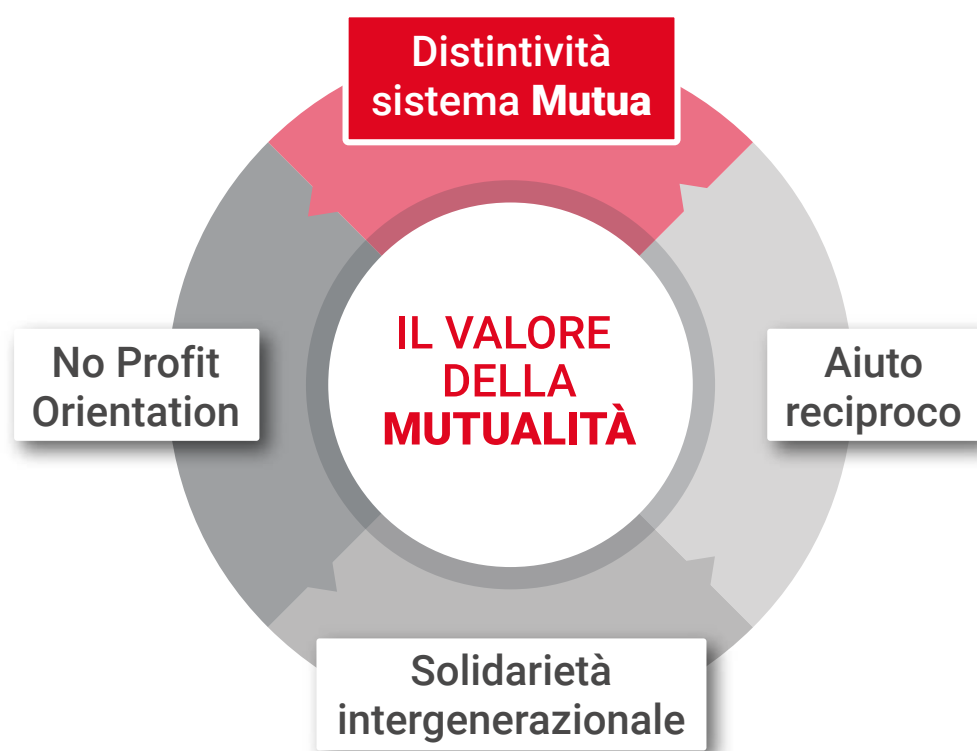 Distintività
sistema Mutua
No Profit
Orientation
IL VALORE
DELLA
MUTUALITÀ
Aiuto
reciproco
Solidarietà
intergenerazionale